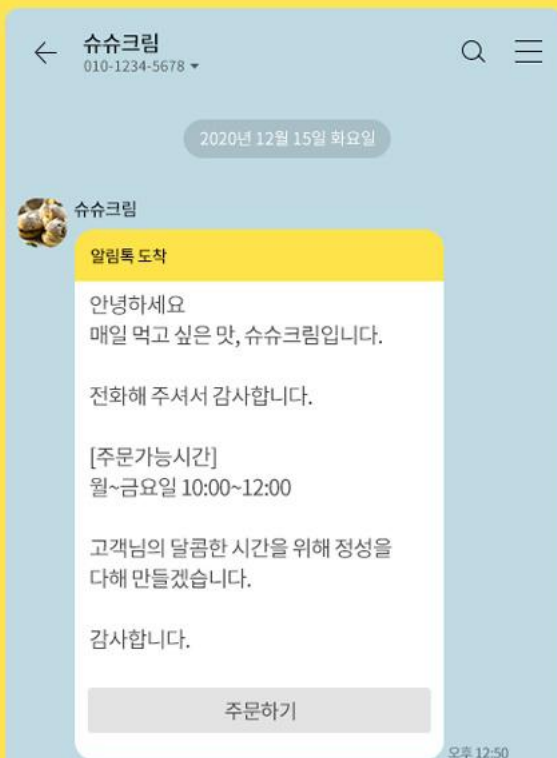 슈슈크림
010-1234-5678
2020년 12월 15일 화요일
슈슈크림
알림톡 도착
안녕하세요
매일 먹고 싶은 맛, 슈슈크림입니다.
전화해 주셔서 감사합니다.
[주문가능시간]
월~금요일 10:00~12:00
고객님의 달콤한 시간을 위해 정성을
다해 만들겠습니다.
감사합니다.
주문하기
오후 12:50